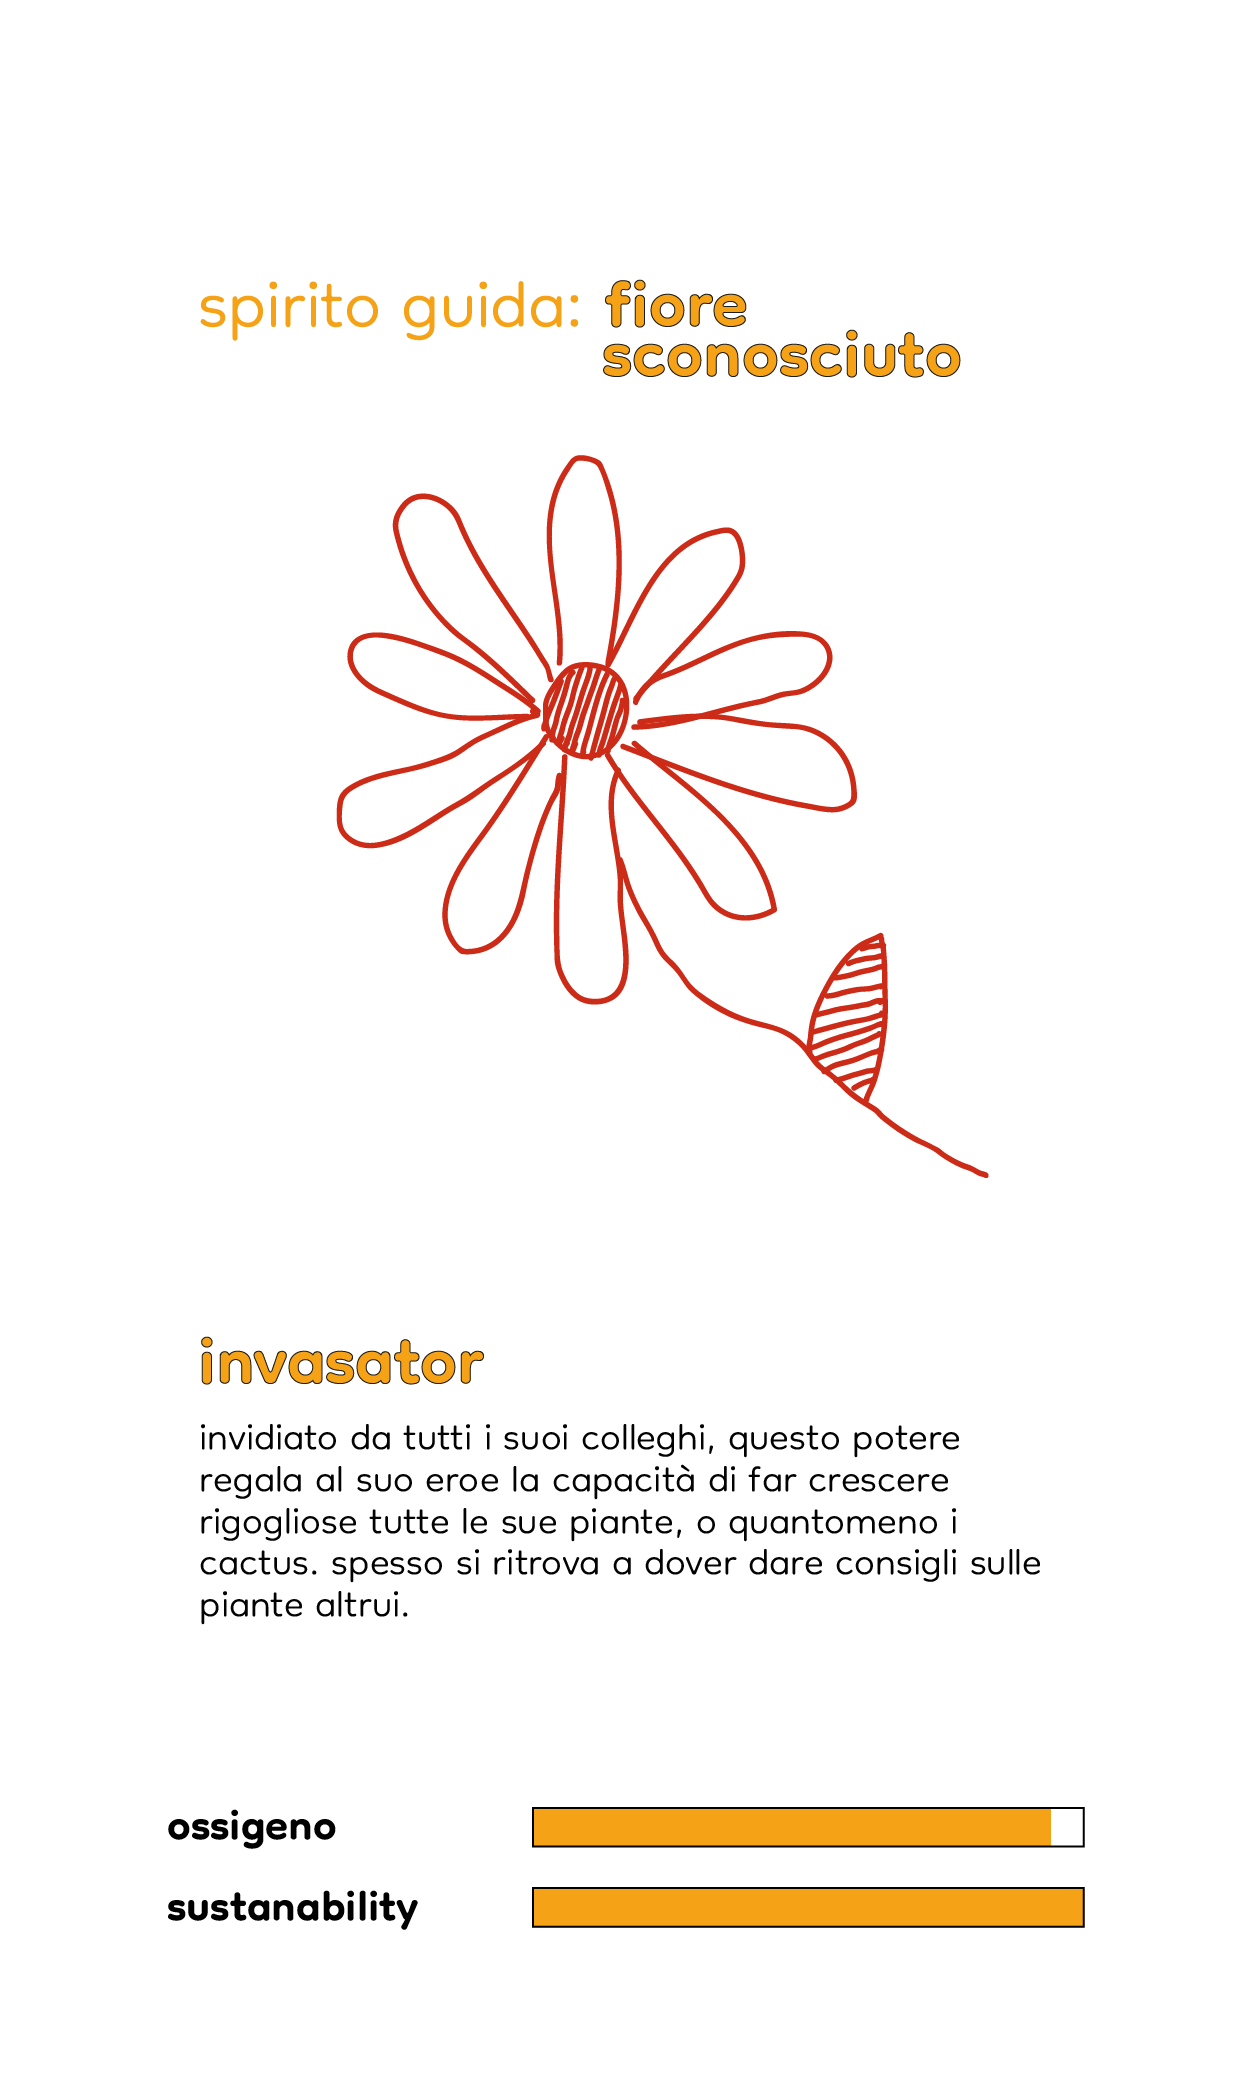 spirito guida: fiore
sconosciuto
invasator
invidiato da tutti i suoi colleghi, questo potere
regala al suo eroe la capacità di far crescere
rigogliose tutte le sue piante, o quantomeno i
cactus. spesso si ritrova a dover dare consigli sulle
piante altrui.
ossigeno
sustanability